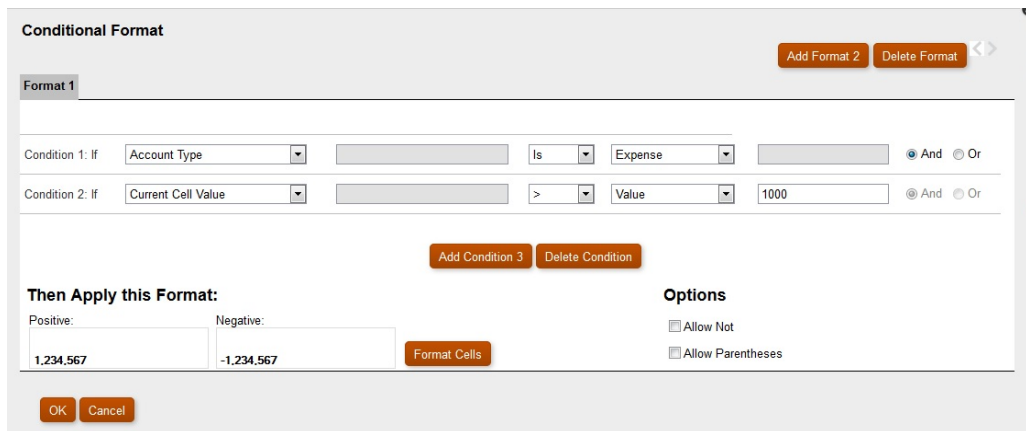 Conditional Format
Add Format 2 Delete Format
Format 1
Condition 1: If Account Type Is Expense And Or
Condition 2: If Current Cell Value > Value 1000 And Or
Add Condition 3 Delete Condition
Then Apply this Format: Options
Positive: Negative:
Allow Not
1,234,567 -1,234,567 Format Cells Allow Parentheses
OK Cancel